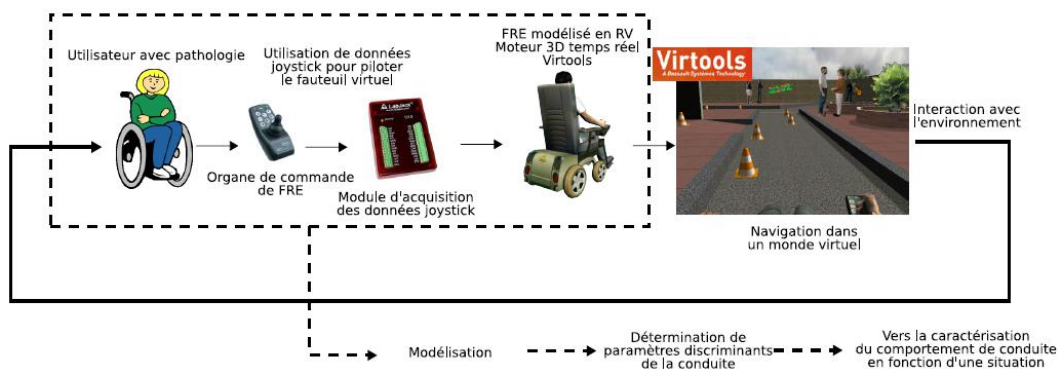 Utilisateur avec pathologie
Utilisation de données
joystick pour piloter
le fauteuil virtuel
FRE modélisé en RV
Moteur 3D temps réel
Virtools
Virtools
A Dassault Systèmes Technology
Interaction avec
l'environnement
Organe de commande
de FRE
LABJACK
Module d'acquisition
des données joystick
Navigation dans
un monde virtuel
Modélisation
Détermination de
paramètres discriminants
de la conduite
Vers la caractérisation
du comportement de conduite
en fonction d'une situation